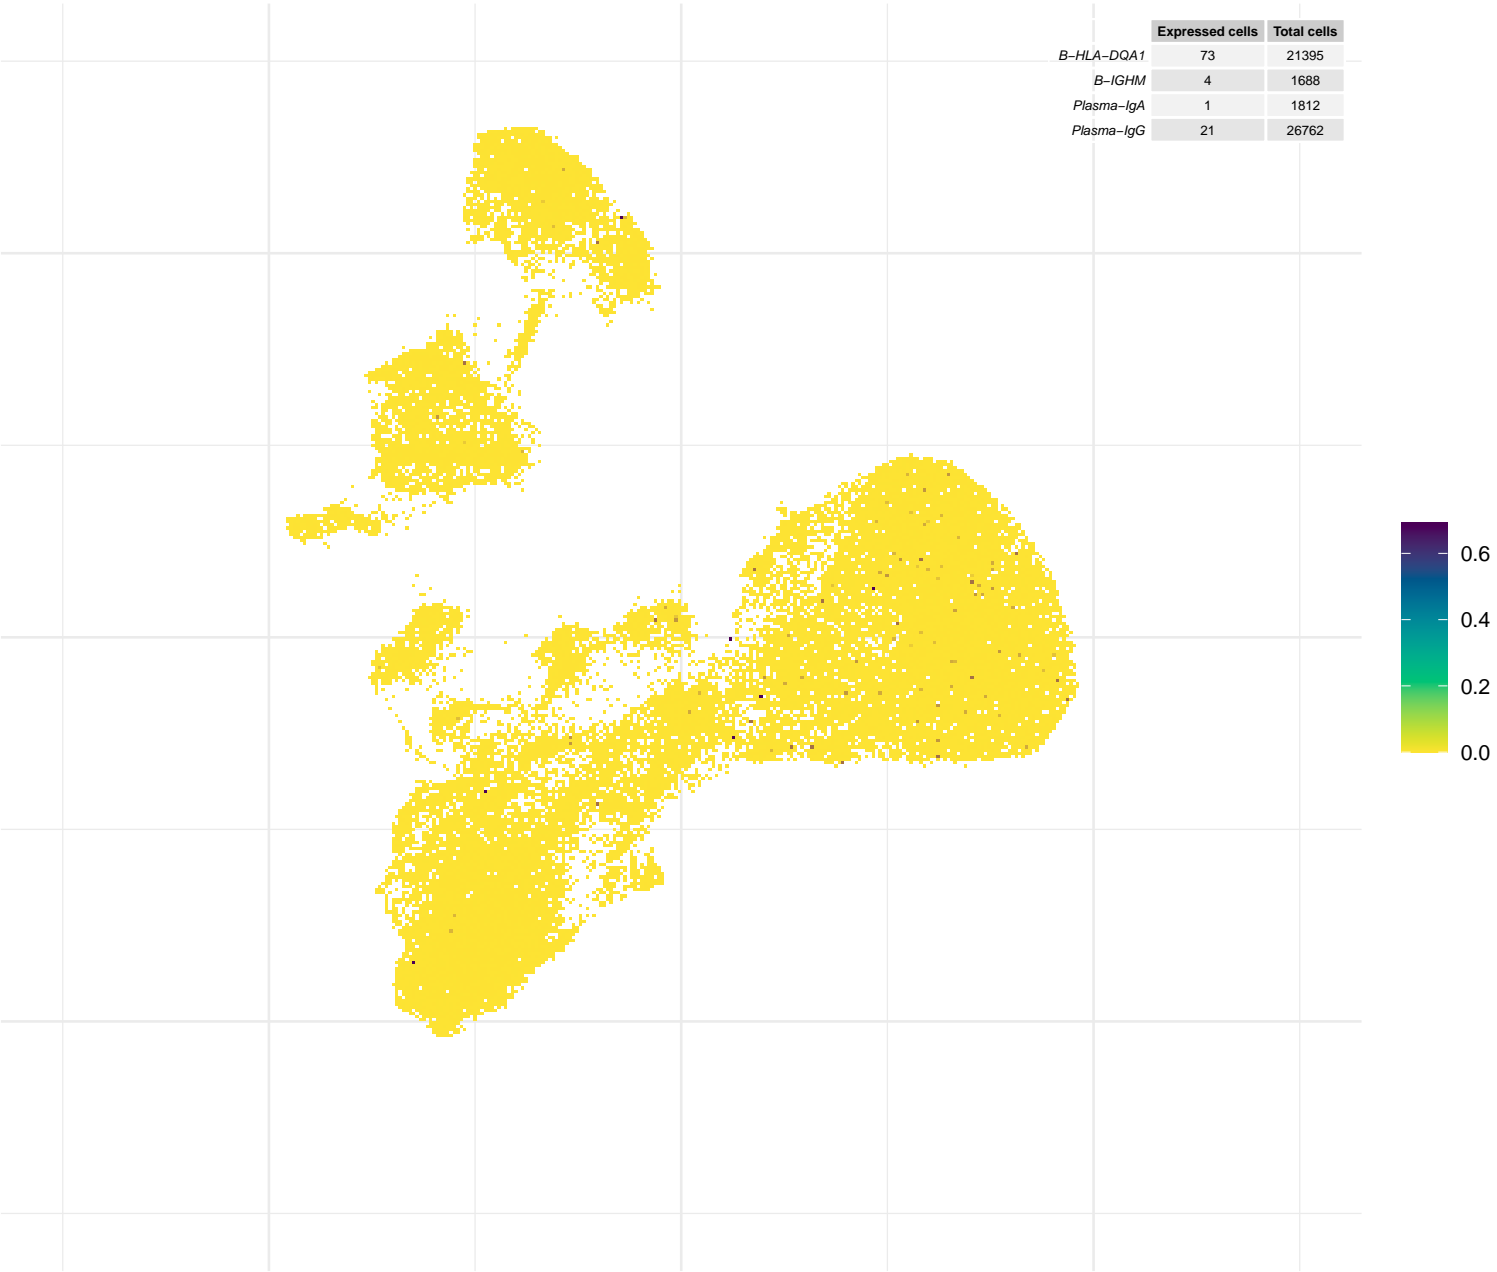 Expressed cells Total cells
B−HLA−DQA1 73 21395
B−IGHM 4 1688
Plasma−IgA 1 1812
Plasma−IgG 21 26762
0.6
0.4
0.2
0.0